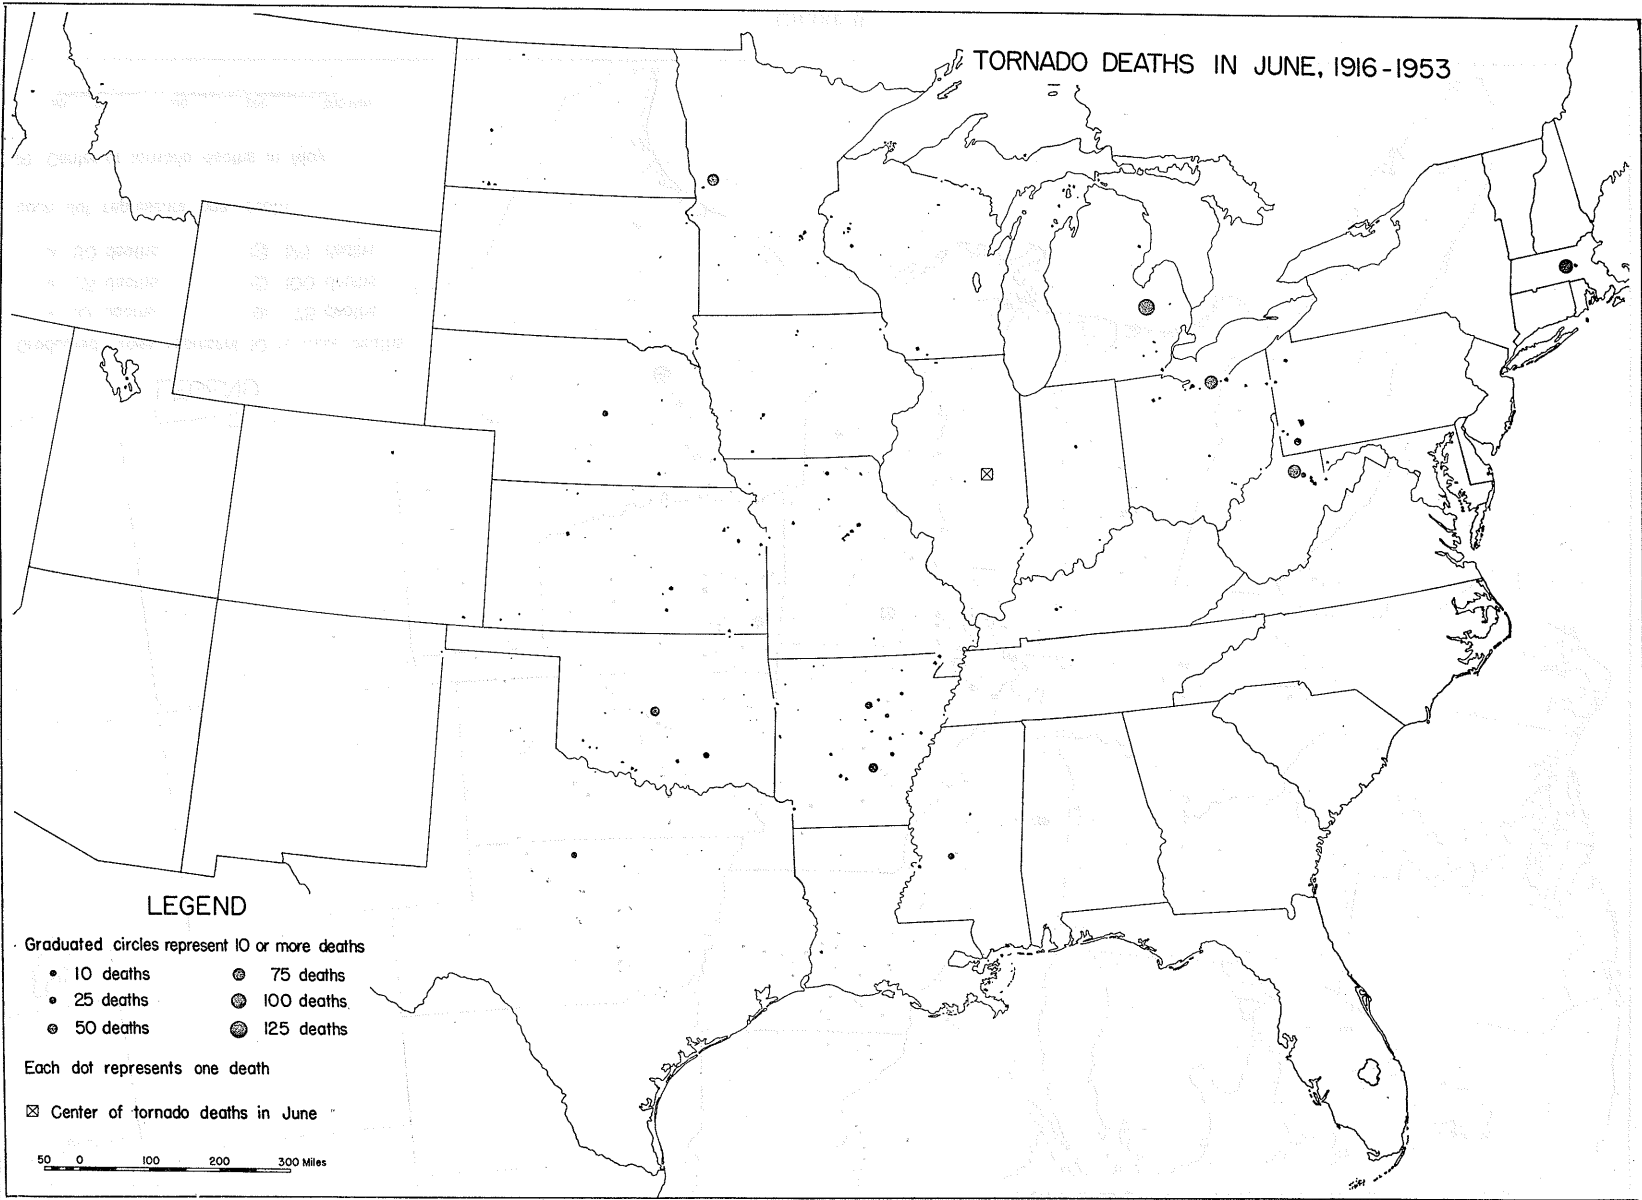 TORNADO DEATHS IN JUNE, 1916-1953
LEGEND
Graduated circles represent 10 or more deaths
10 deaths
75 deaths
25 deaths
100 deaths
50 deaths
125 deaths
Each dot represents one death
Center of tornado deaths in June
50 0 100 200 300 Miles